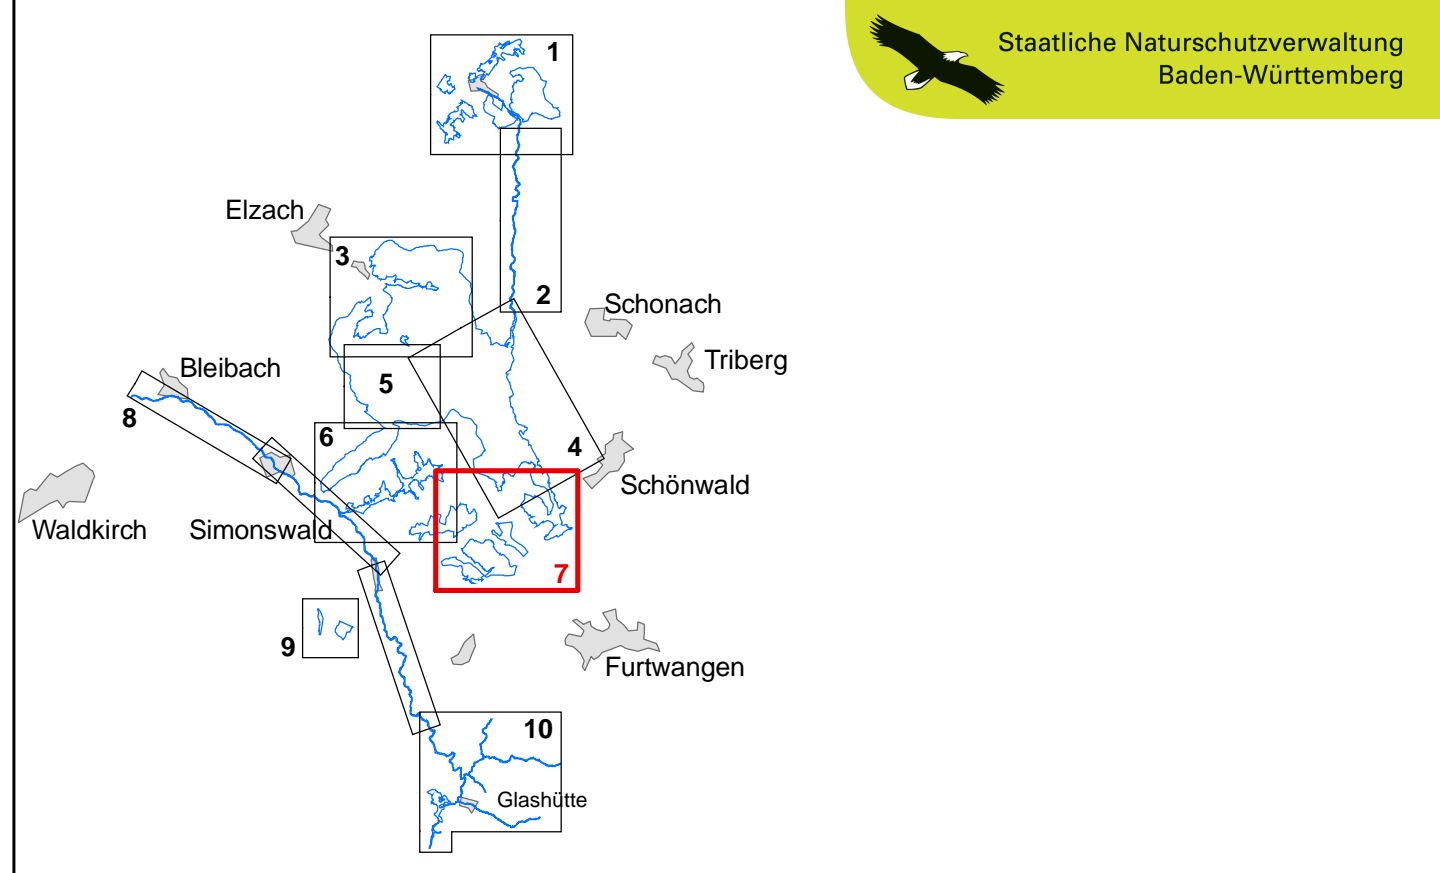 Staatliche Naturschutzverwaltung
Baden-Württemberg
1
Elzach
3
2
Schonach
Triberg
Bleibach
5
8
6
4
Schönwald
Waldkirch
Simonswald
7
9
Furtwangen
10
Glashütte